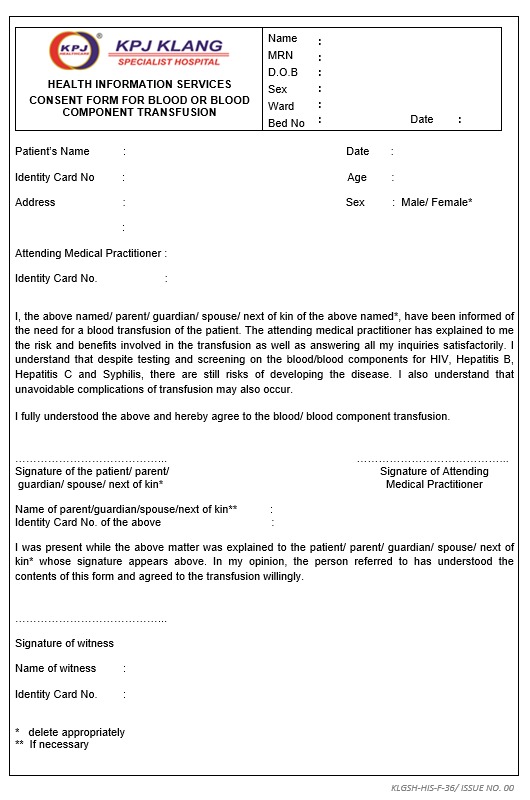 KPJ
HEALTHCARE
®
KPJ KLANG
SPECIALIST HOSPITAL
HEALTH INFORMATION SERVICES
CONSENT FORM FOR BLOOD OR BLOOD
COMPONENT TRANSFUSION
Name :
MRN :
D.O.B :
Sex :
Ward :
Bed No : Date :
Patient's Name : Date :
Identity Card No : Age :
Address : Sex : Male/ Female*
:
Attending Medical Practitioner :
Identity Card No. :
I, the above named/ parent/ guardian/ spouse/ next of kin of the above named*, have been informed of
the need for a blood transfusion of the patient. The attending medical practitioner has explained to me
the risk and benefits involved in the transfusion as well as answering all my inquiries satisfactorily. I
understand that despite testing and screening on the blood/blood components for HIV, Hepatitis B,
Hepatitis C and Syphilis, there are still risks of developing the disease. I also understand that
unavoidable complications of transfusion may also occur.
I fully understood the above and hereby agree to the blood/ blood component transfusion.
……………………………….. ………………………………..
Signature of the patient/ parent/ Signature of Attending
guardian/ spouse/ next of kin* Medical Practitioner
Name of parent/guardian/spouse/next of kin** :
Identity Card No. of the above :
I was present while the above matter was explained to the patient/ parent/ guardian/ spouse/ next of
kin* whose signature appears above. In my opinion, the person referred to has understood the
contents of this form and agreed to the transfusion willingly.
………………………………..
Signature of witness
Name of witness :
Identity Card No. :
* delete appropriately
** If necessary
KLGSH-HIS-F-36/ ISSUE NO. 00